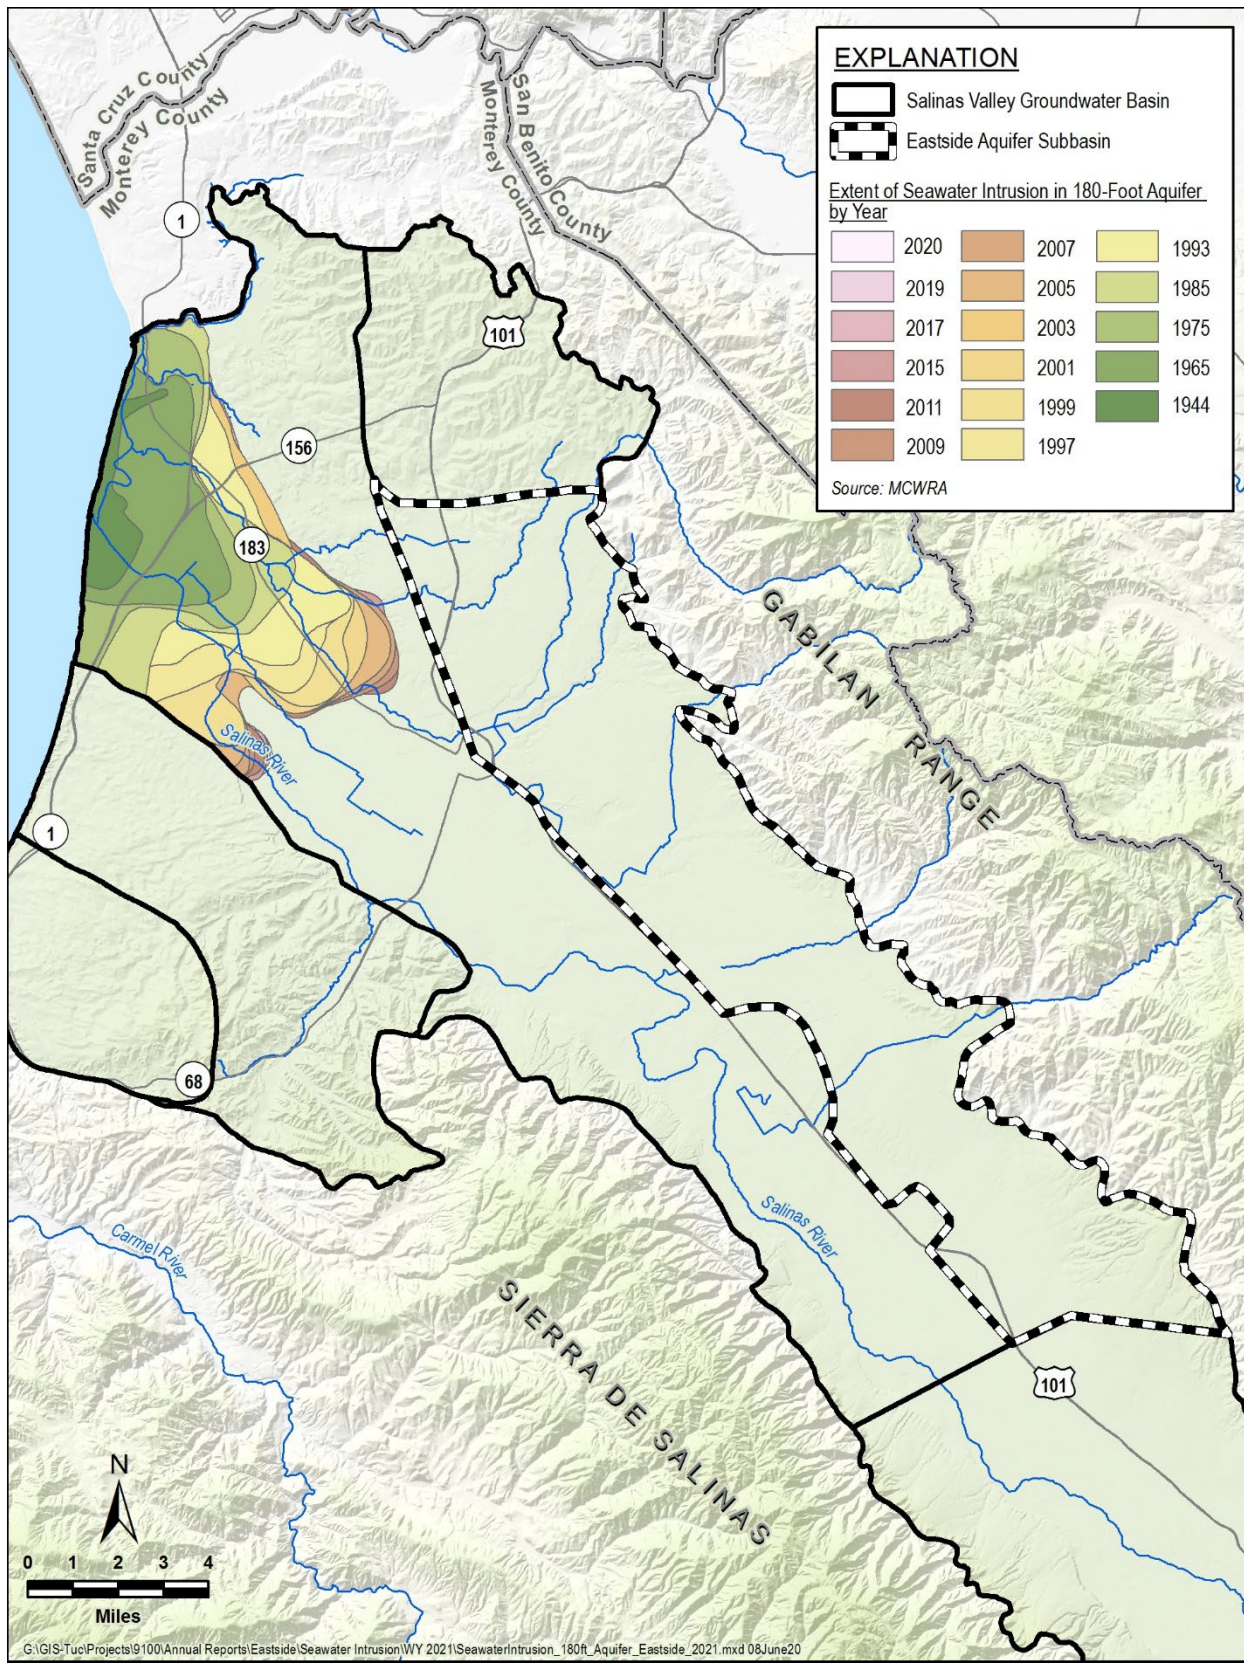 EXPLANATION
Salinas Valley Groundwater Basin
Eastside Aquifer Subbasin
Extent of Seawater Intrusion in 180-Foot Aquifer
by Year
2020
2019
2017
2015
2011
2009
2007
2005
2003
2001
1999
1997
1993
1985
1975
1965
1944
Source: MCWRA
Santa Cruz County
Monterey County
San Benito County
Monterey County
1
101
156
183
GABILAN RANGE
Salinas River
1
68
Salinas River
Carmel River
SIERRA DE SALINAS
101
N
0 1 2 3 4
Miles
G:\GIS-Tuc\Projects\9100\Annual Reports\Eastside\Seawater Intrusion\WY 2021\SeawaterIntrusion_180ft_Aquifer_Eastside_2021.mxd 08June20